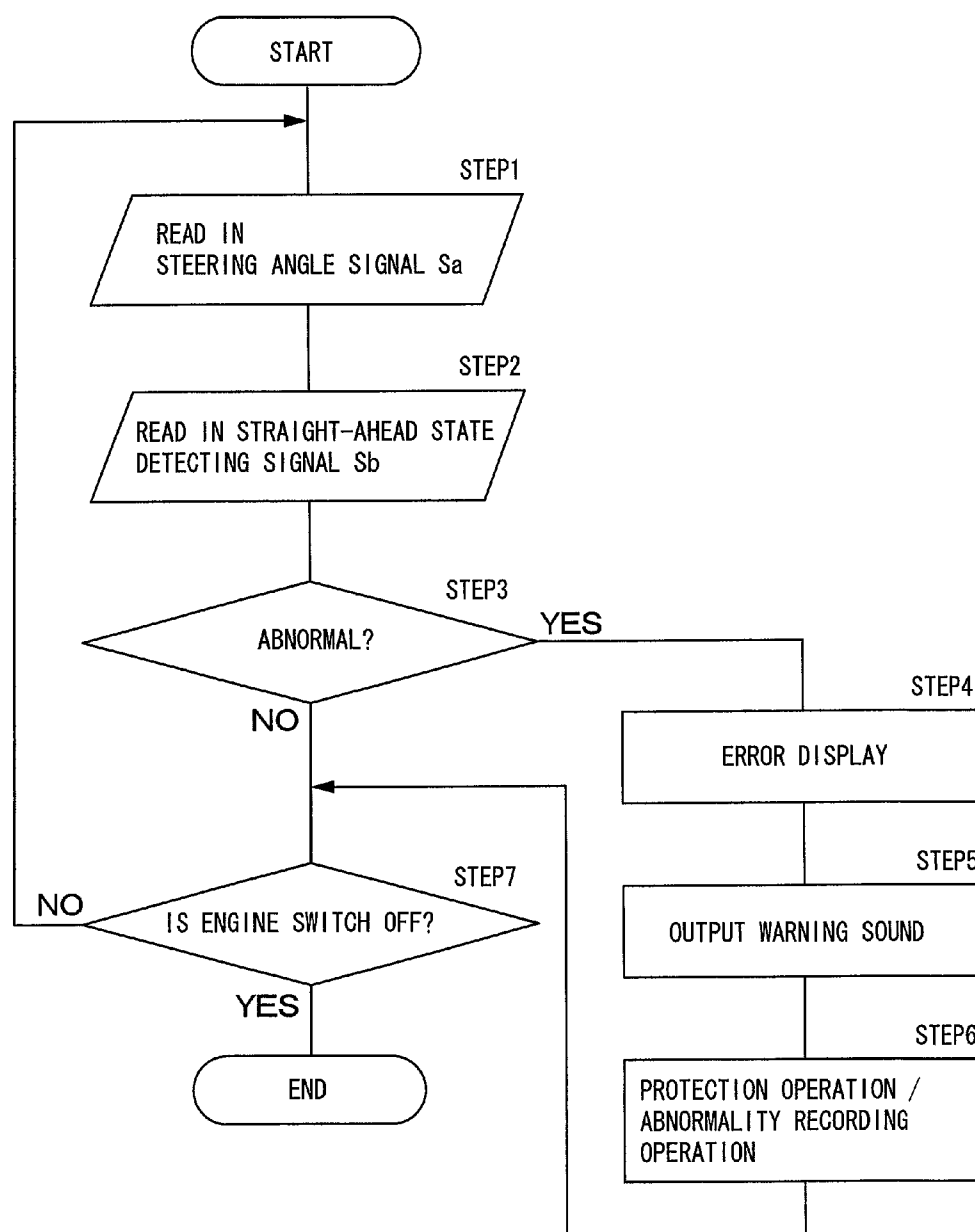 START
STEP1
READ IN
STEERING ANGLE SIGNAL Sa
STEP2
READ IN STRAIGHT-AHEAD STATE
DETECTING SIGNAL Sb
STEP3
ABNORMAL?
YES
NO
STEP4
ERROR DISPLAY
STEP5
OUTPUT WARNING SOUND
STEP6
PROTECTION OPERATION /
ABNORMALITY RECORDING
OPERATION
STEP7
IS ENGINE SWITCH OFF?
NO
YES
END